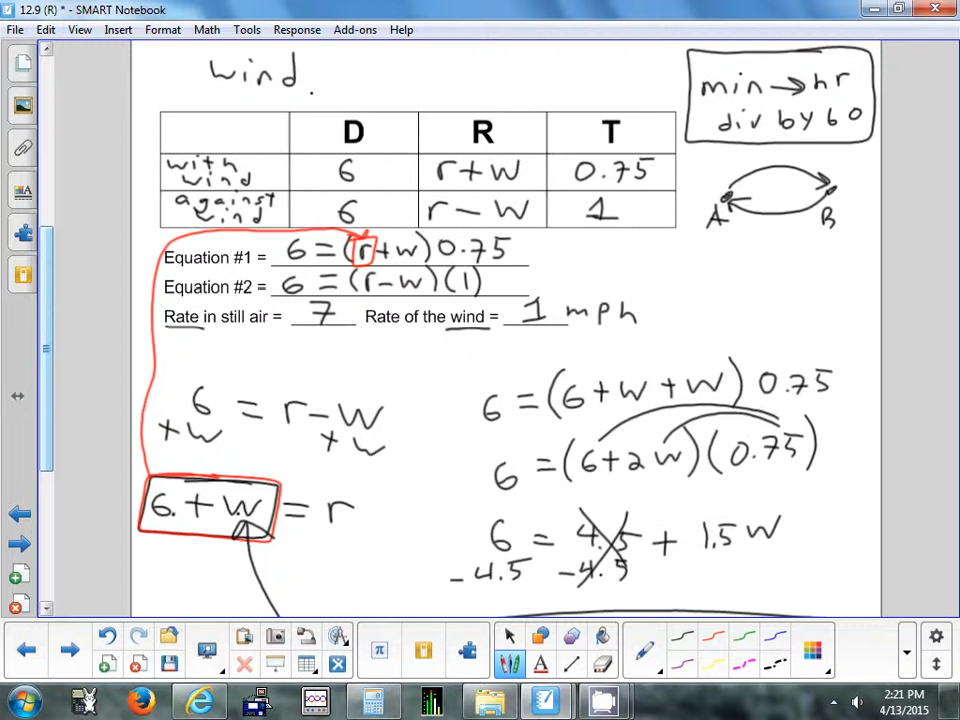 12.9 (R) * - SMART Notebook
File Edit View Insert Format Math Tools Response Add-ons Help
wind.
min → hr
div by 60
D R T
with wind 6 r+w 0.75
against wind 6 r-w 1
A B
Equation #1 = 6=(r+w)0.75
Equation #2 = 6=(r-w)(1)
Rate in still air = 7 Rate of the wind = 1 mph
6 = r-w
+w +w
6.+w = r
6=(6+w+w)0.75
6=(6+2w)(0.75)
6 = 4.5 + 1.5w
-4.5 -4.5
2:21 PM
4/13/2015